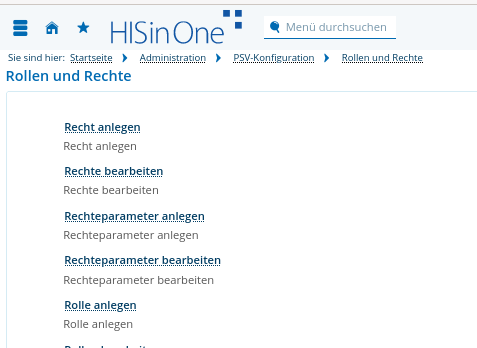 HISinOne
Menü durchsuchen
Sie sind hier: Startseite Administration PSV-Konfiguration Rollen und Rechte
Rollen und Rechte
Recht anlegen
Recht anlegen
Rechte bearbeiten
Rechte bearbeiten
Rechteparameter anlegen
Rechteparameter anlegen
Rechteparameter bearbeiten
Rechteparameter bearbeiten
Rolle anlegen
Rolle anlegen